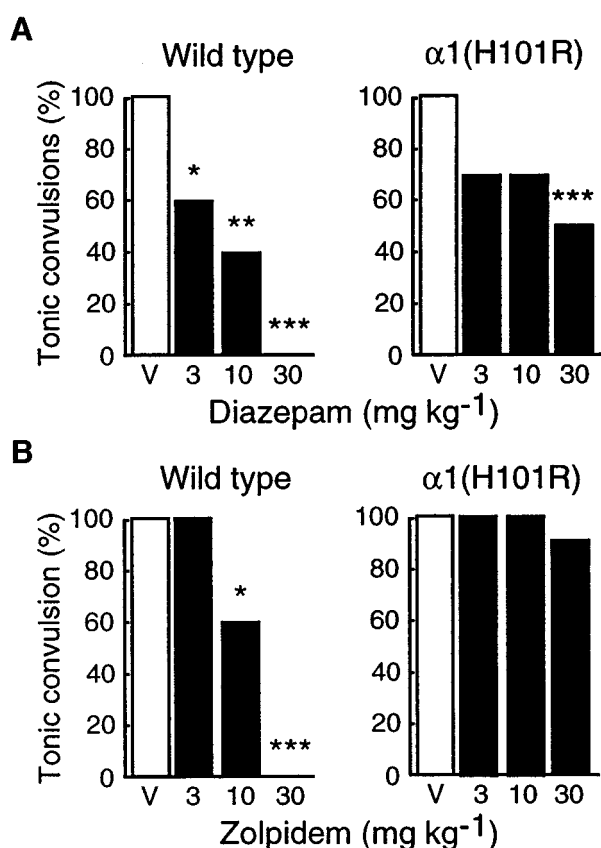 A
Wild type
α1(H101R)
Tonic convulsions (%)
100
80
60
40
20
0
*
**
***
V 3 10 30
100
80
60
40
20
0
***
V 3 10 30
Diazepam (mg kg-1)
B
Wild type
α1(H101R)
Tonic convulsion (%)
100
80
60
40
20
0
*
***
V 3 10 30
100
80
60
40
20
0
V 3 10 30
Zolpidem (mg kg-1)